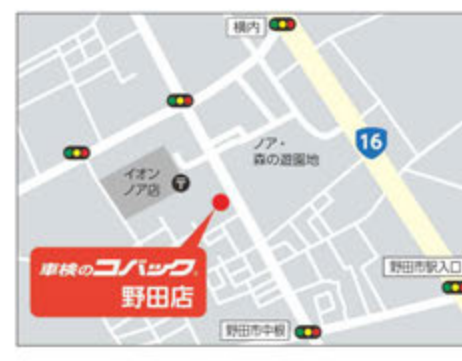 横内
16
ノア・
森の遊園地
イオン
ノア店
〒
車検のコバック
野田店
野田市駅入口
野田市中根